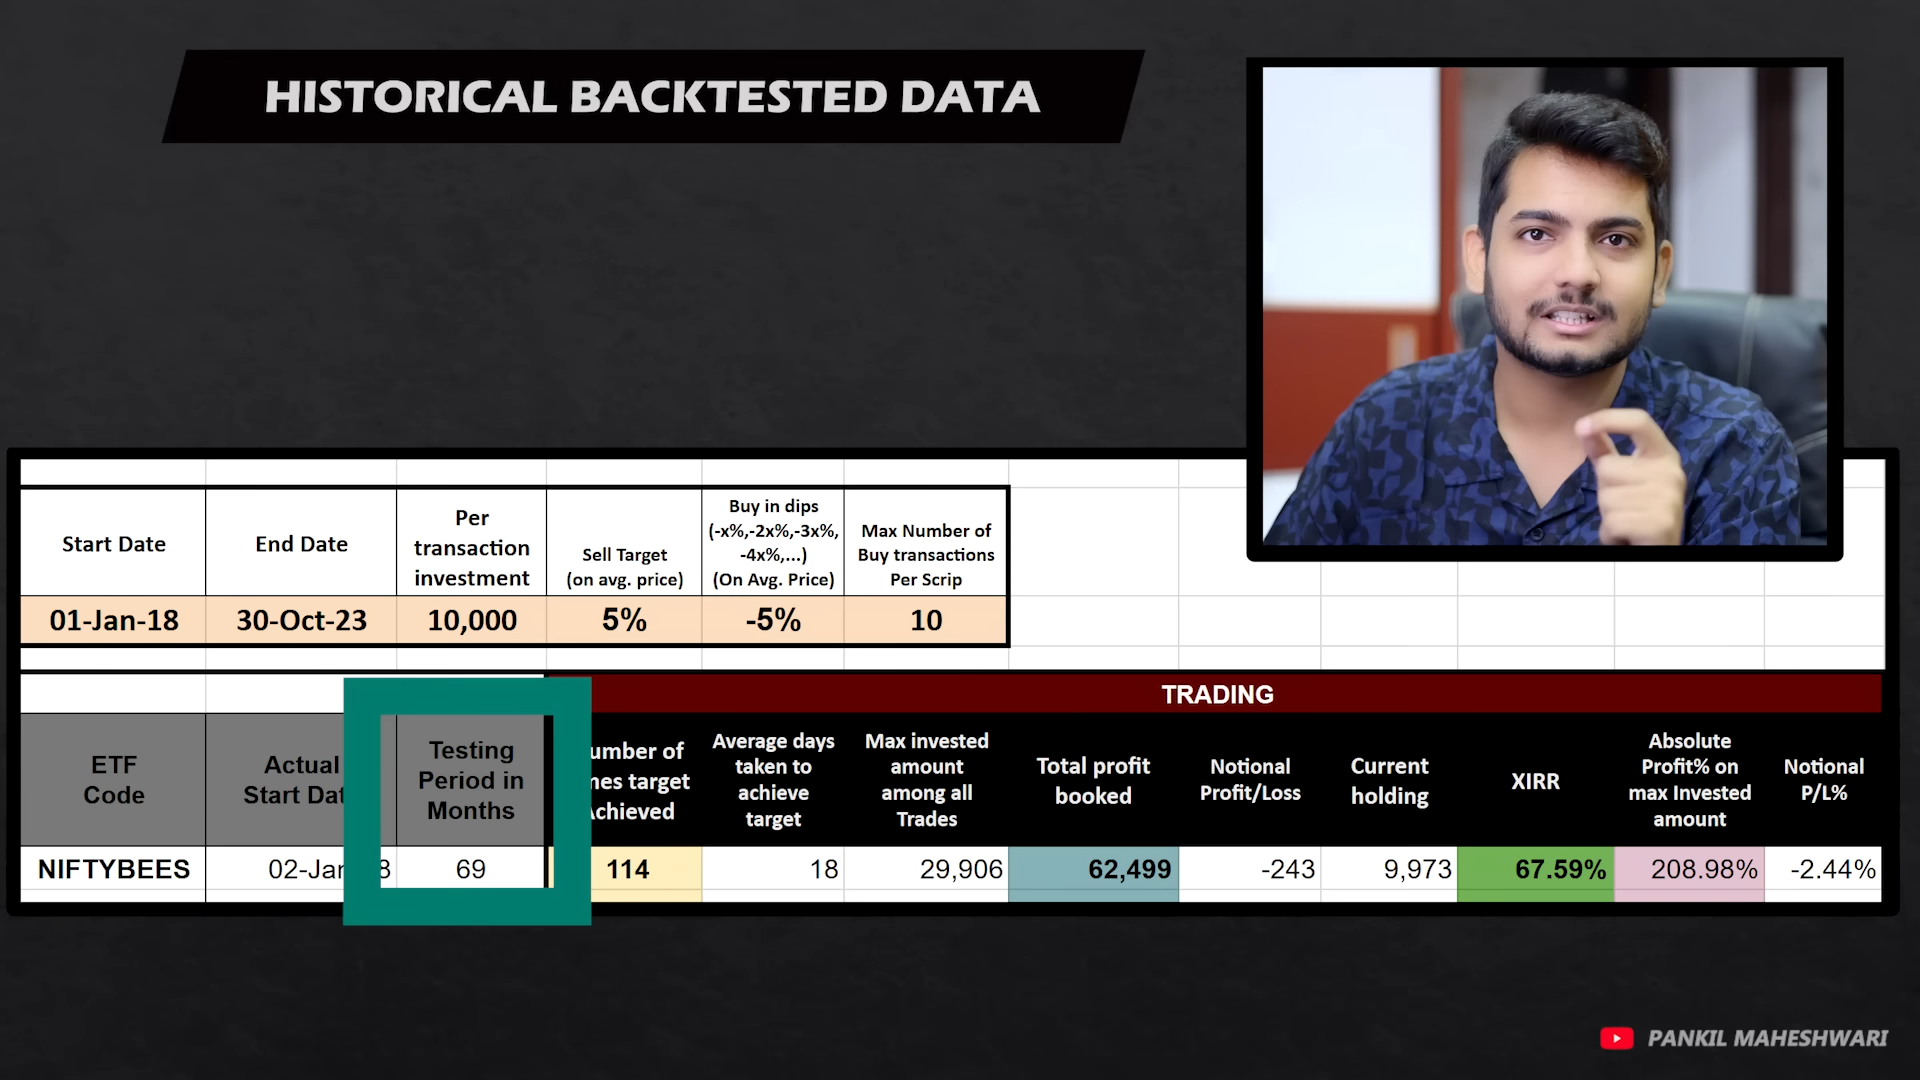 HISTORICAL BACKTESTED DATA
Start Date
End Date
Per
transaction
investment
Sell Target
(on avg. price)
Buy in dips
(-x%,-2x%,-3x%,
-4x%,...)
(On Avg. Price)
Max Number of
Buy transactions
Per Scrip
01-Jan-18
30-Oct-23
10,000
5%
-5%
10
TRADING
ETF
Code
Actual
Start Dat
Testing
Period in
Months
umber of
nes target
Achieved
Average days
taken to
achieve
target
Max invested
amount
among all
Trades
Total profit
booked
Notional
Profit/Loss
Current
holding
XIRR
Absolute
Profit% on
max Invested
amount
Notional
P/L%
NIFTYBEES
02-Jan 8
69
114
18
29,906
62,499
-243
9,973
67.59%
208.98%
-2.44%
PANKIL MAHESHWARI